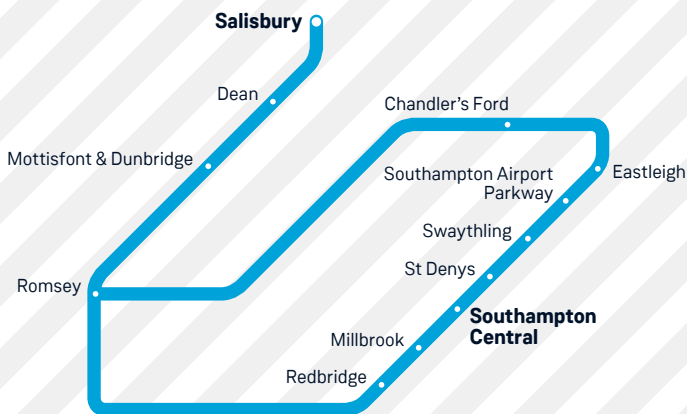 Salisbury
Dean
Chandler's Ford
Mottisfont & Dunbridge
Southampton Airport
Parkway
Eastleigh
Swaythling
St Denys
Romsey
Southampton
Central
Millbrook
Redbridge